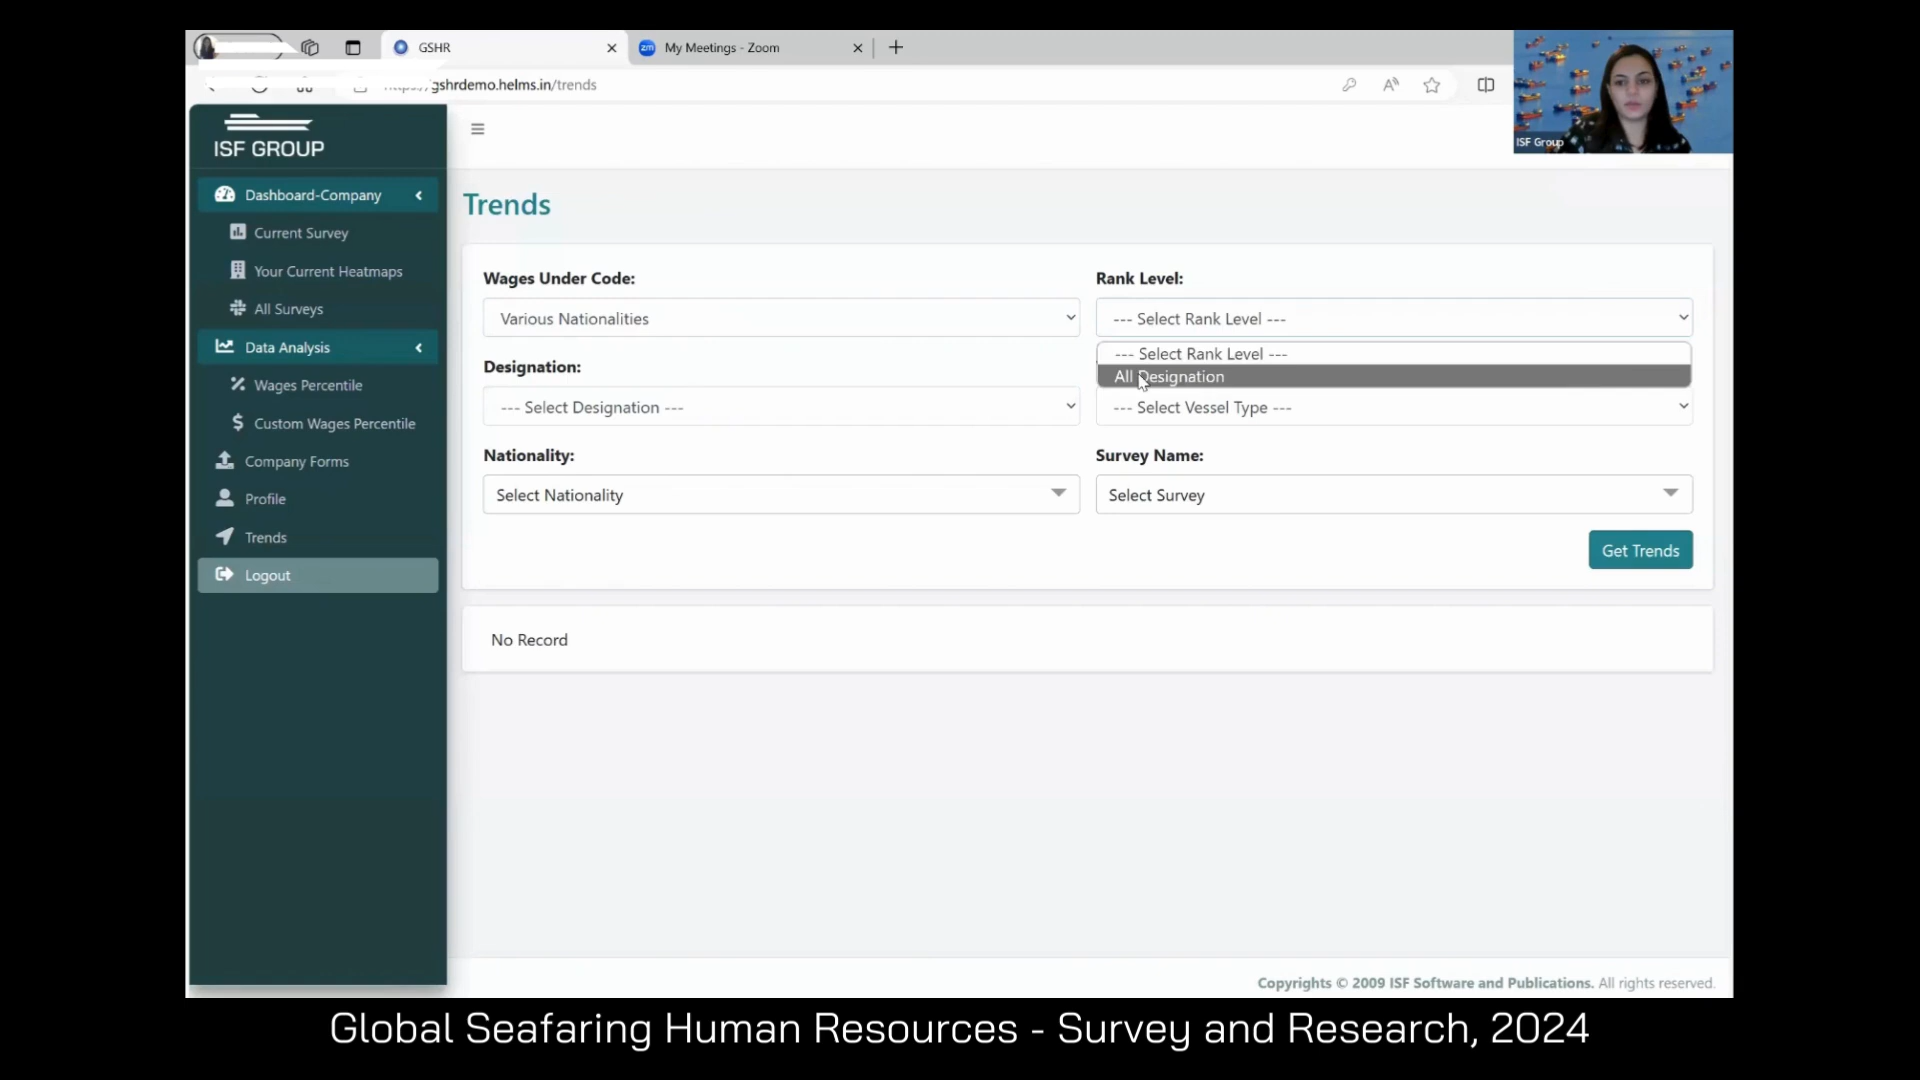 GSHR
My Meetings - Zoom
gshrdemo.helms.in/trends
ISF Group
ISF GROUP
Dashboard-Company
Current Survey
Your Current Heatmaps
All Surveys
Data Analysis
Wages Percentile
Custom Wages Percentile
Company Forms
Profile
Trends
Logout
Trends
Wages Under Code:
Rank Level:
Various Nationalities
--- Select Rank Level ---
--- Select Rank Level ---
All Designation
Designation:
--- Select Designation ---
--- Select Vessel Type ---
Nationality:
Survey Name:
Select Nationality
Select Survey
Get Trends
No Record
Copyrights © 2009 ISF Software and Publications. All rights reserved.
Global Seafaring Human Resources - Survey and Research, 2024